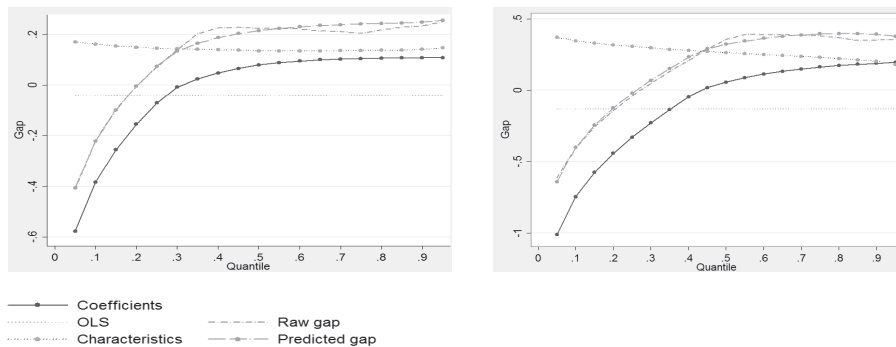 .2
0
-.2
-.4
-.6
Gap
0 .1 .2 .3 .4 .5 .6 .7 .8 .9
Quantile
.5
0
-.5
-1
Gap
0 .1 .2 .3 .4 .5 .6 .7 .8 .9
Quantile
Coefficients
OLS Raw gap
Characteristics Predicted gap